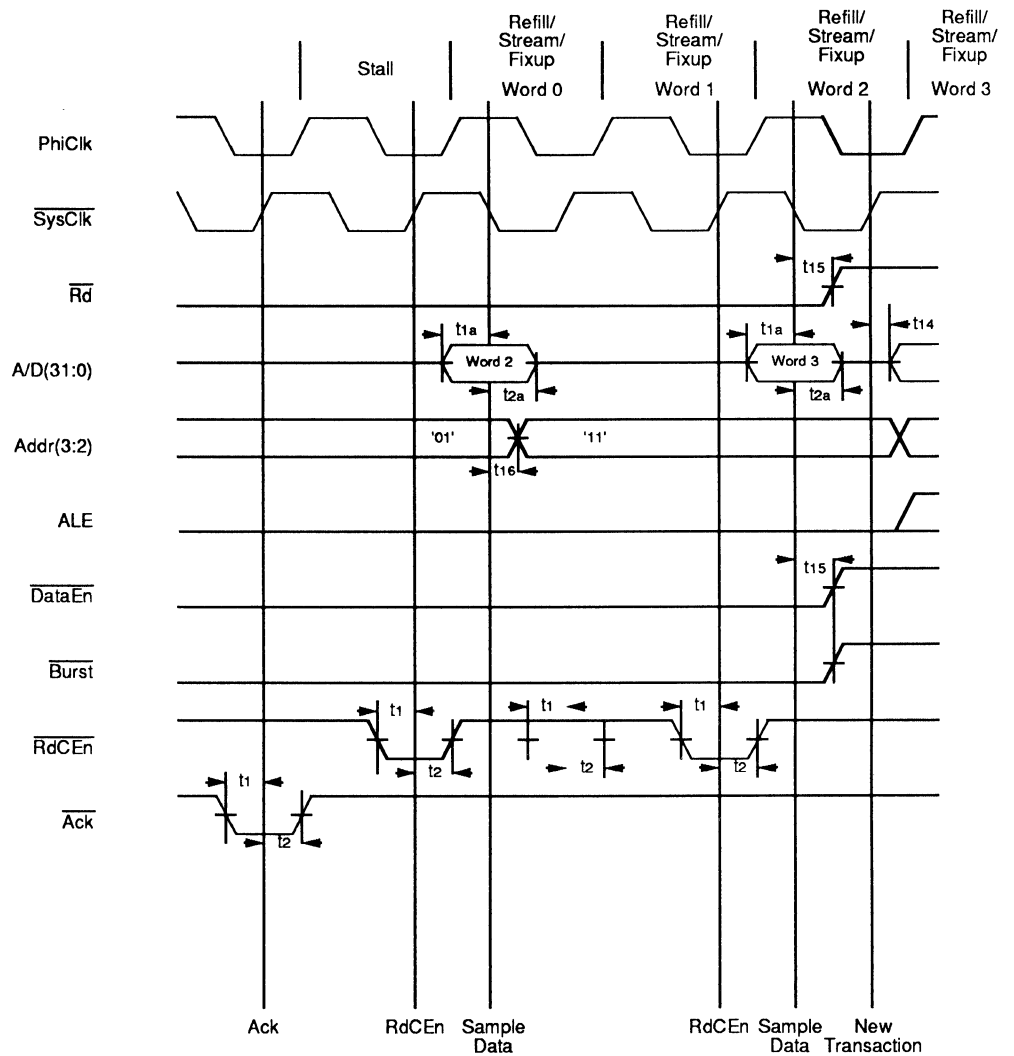 Refill/ Refill/ Refill/ Refill/
Stream/ Stream/ Stream/ Stream/
Stall Fixup Fixup Fixup Fixup
Word 0 Word 1 Word 2 Word 3
PhiClk
SysClk
t15
Rd
t1a t1a t14
A/D(31:0) Word 2 Word 3
t2a t2a
Addr(3:2) '01' '11'
t16
ALE
t15
DataEn
Burst
t1 t1 t1
RdCEn
t2 t2 t2
t1
Ack
t2
Ack RdCEn Sample RdCEn Sample New
Data Data Transaction